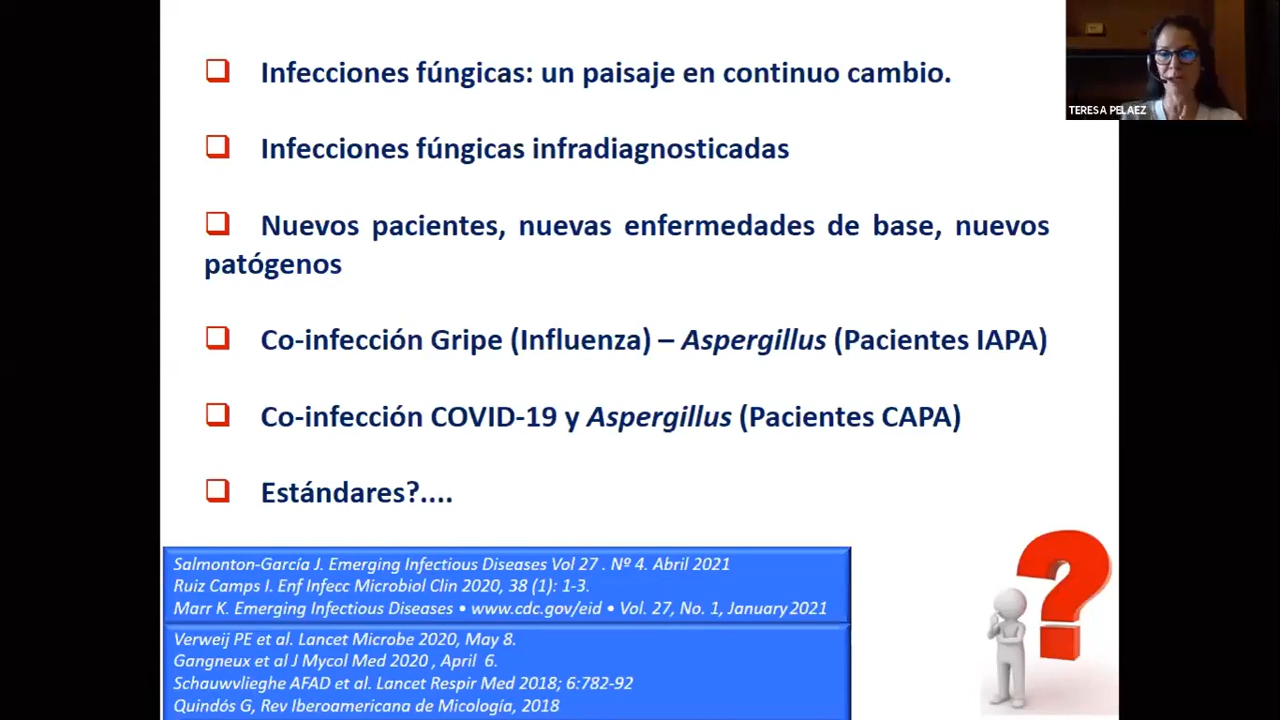 Infecciones fúngicas: un paisaje en continuo cambio.
TERESA PELAEZ
Infecciones fúngicas infradiagnosticadas
Nuevos pacientes, nuevas enfermedades de base, nuevos
patógenos
Co-infección Gripe (Influenza) – Aspergillus (Pacientes IAPA)
Co-infección COVID-19 y Aspergillus (Pacientes CAPA)
Estándares?....
Salmonton-García J. Emerging Infectious Diseases Vol 27 . Nº 4. Abril 2021
Ruiz Camps I. Enf Infecc Microbiol Clin 2020, 38 (1): 1-3.
Marr K. Emerging Infectious Diseases • www.cdc.gov/eid • Vol. 27, No. 1, January 2021
Verweij PE et al. Lancet Microbe 2020, May 8.
Gangneux et al J Mycol Med 2020 , April 6.
Schauwvlieghe AFAD et al. Lancet Respir Med 2018; 6:782-92
Quindós G, Rev Iberoamericana de Micología, 2018